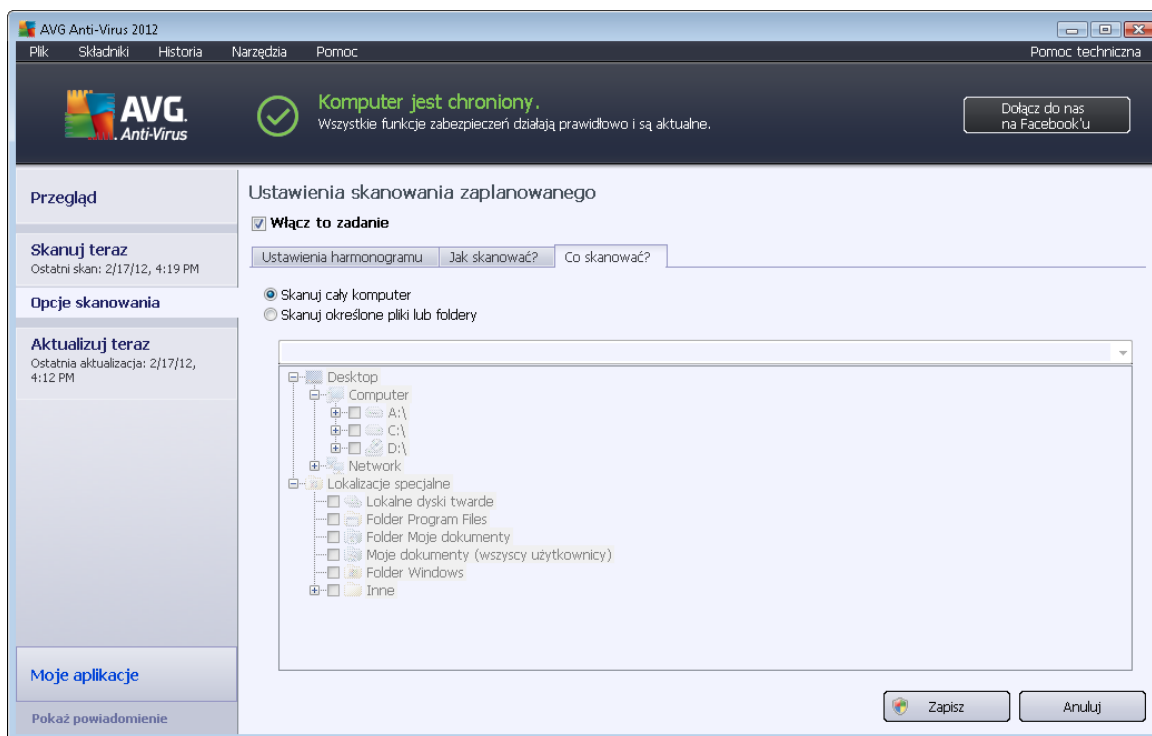 AVG Anti-Virus 2012
Plik Składniki Historia Narzędzia Pomoc Pomoc techniczna
AVG.
Anti-Virus
Komputer jest chroniony.
Wszystkie funkcje zabezpieczeń działają prawidłowo i są aktualne.
Dołącz do nas
na Facebook'u
Przegląd
Skanuj teraz
Ostatni skan: 2/17/12, 4:19 PM
Opcje skanowania
Aktualizuj teraz
Ostatnia aktualizacja: 2/17/12,
4:12 PM
Moje aplikacje
Pokaż powiadomienie
Ustawienia skanowania zaplanowanego
Włącz to zadanie
Ustawienia harmonogramu Jak skanować? Co skanować?
Skanuj cały komputer
Skanuj określone pliki lub foldery
Desktop
Computer
A:\
C:\
D:\
Network
Lokalizacje specjalne
Lokalne dyski twarde
Folder Program Files
Folder Moje dokumenty
Moje dokumenty (wszyscy użytkownicy)
Folder Windows
Inne
Zapisz Anuluj